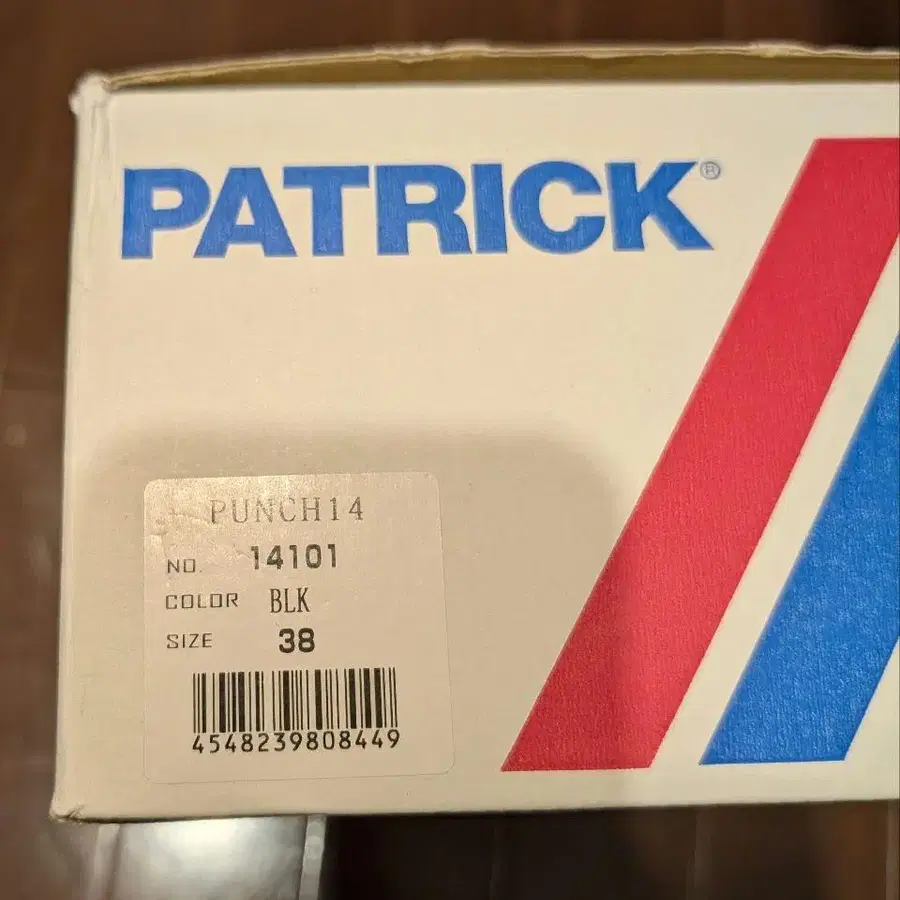 PATRICK®
PUNCH14
NO. 14101
COLOR BLK
SIZE 38
4548239808449